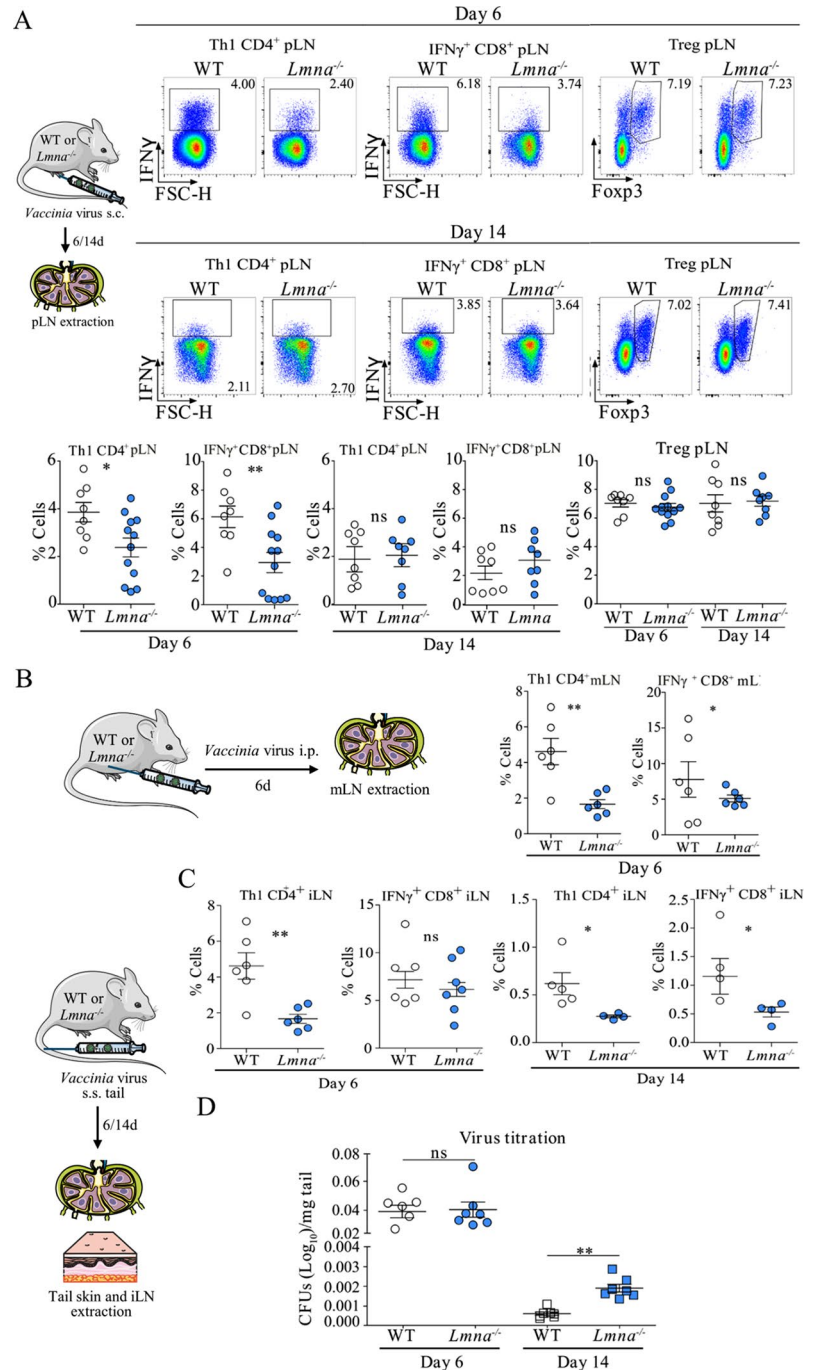 A
Day 6
Th1 CD4⁺ pLN
IFNγ⁺ CD8⁺ pLN
Treg pLN
WT
Lmna⁻/⁻
WT
Lmna⁻/⁻
WT
Lmna⁻/⁻
4.00
2.40
6.18
3.74
7.19
7.23
IFNγ
FSC-H
IFNγ
FSC-H
Foxp3
WT or
Lmna⁻/⁻
Vaccinia virus s.c.
6/14d
pLN extraction
Day 14
Th1 CD4⁺ pLN
IFNγ⁺ CD8⁺ pLN
Treg pLN
WT
Lmna⁻/⁻
WT
Lmna⁻/⁻
WT
Lmna⁻/⁻
2.11
2.70
3.85
3.64
7.02
7.41
IFNγ
FSC-H
IFNγ
FSC-H
Foxp3
Th1 CD4⁺pLN
% Cells
6
4
2
0
*
WT
Lmna⁻/⁻
IFNγ⁺CD8⁺pLN
% Cells
10
8
6
4
2
0
**
WT
Lmna⁻/⁻
Day 6
Th1 CD4⁺pLN
% Cells
6
4
2
0
ns
WT
Lmna⁻/⁻
IFNγ⁺CD8⁺pLN
% Cells
10
8
6
4
2
0
ns
WT
Lmna
Day 14
Treg pLN
% Cells
10
8
6
4
2
0
ns
ns
WT
Lmna⁻/⁻
WT
Lmna⁻/⁻
Day 6
Day 14
B
WT or
Lmna⁻/⁻
Vaccinia virus i.p.
6d
mLN extraction
Th1 CD4⁺mLN
% Cells
8
6
4
2
0
**
WT
Lmna⁻/⁻
IFNγ⁺ CD8⁺ mL
% Cells
20
15
10
5
0
*
WT
Lmna⁻/⁻
Day 6
C
WT or
Lmna⁻/⁻
Vaccinia virus
s.s. tail
6/14d
Tail skin and iLN
extraction
Th1 CD4⁺ iLN
% Cells
8
6
4
2
0
**
WT
Lmna⁻/⁻
IFNγ⁺ CD8⁺ iLN
% Cells
15
10
5
0
ns
WT
Lmna⁻/⁻
Day 6
Th1 CD4⁺ iLN
% Cells
1.5
1.0
0.5
0.0
*
WT
Lmna⁻/⁻
IFNγ⁺ CD8⁺ iLN
% Cells
2.5
2.0
1.5
1.0
0.5
0.0
*
WT
Lmna⁻/⁻
Day 14
D
Virus titration
CFUs (Log₁₀)/mg tail
0.08
0.06
0.04
0.02
0.004
0.003
0.002
0.001
0.000
ns
**
WT
Lmna⁻/⁻
WT
Lmna⁻/⁻
Day 6
Day 14